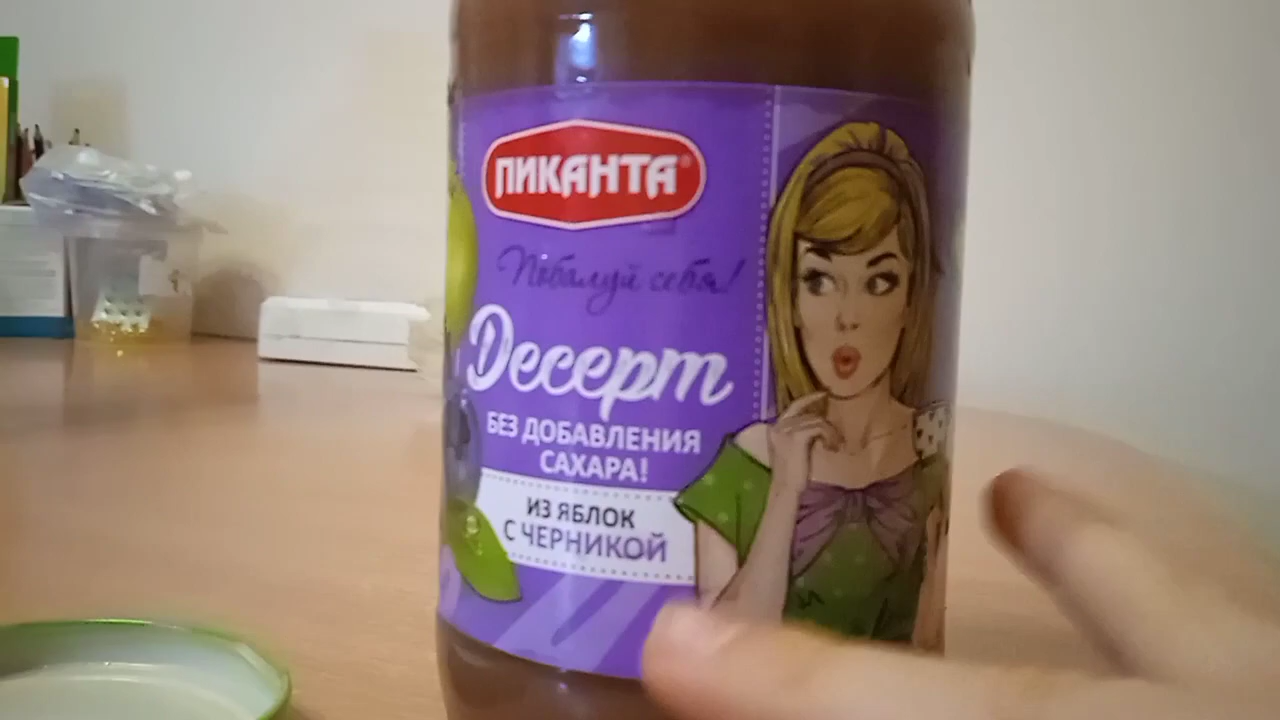 ПИКАНТА®
Побалуй себя!
Десерт
БЕЗ ДОБАВЛЕНИЯ
САХАРА!
ИЗ ЯБЛОК
С ЧЕРНИКОЙ